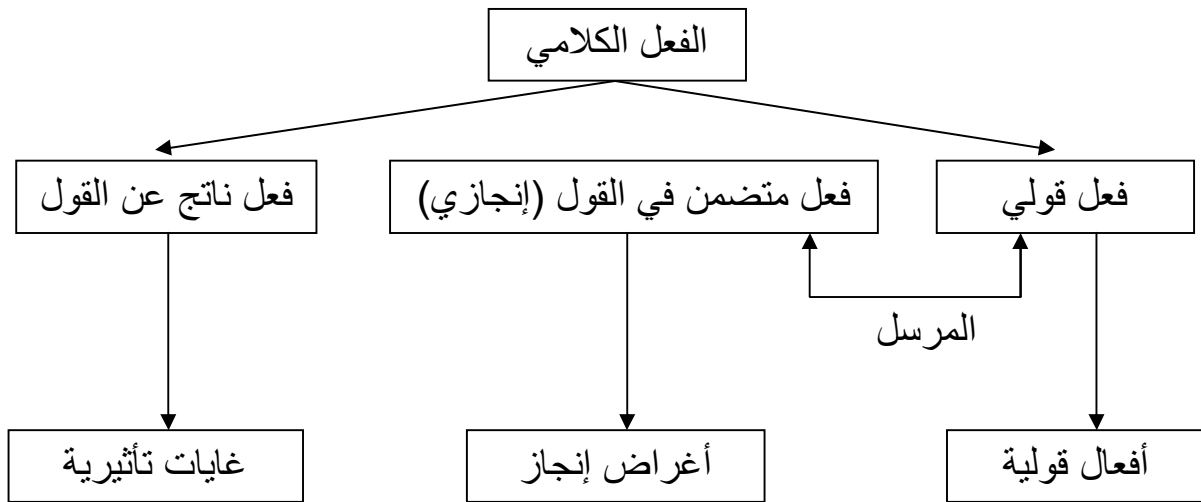 الفعل الكلامي
فعل قولي
فعل متضمن في القول (إنجازي)
فعل ناتج عن القول
المرسل
أفعال قولية
أغراض إنجاز
غايات تأثيرية